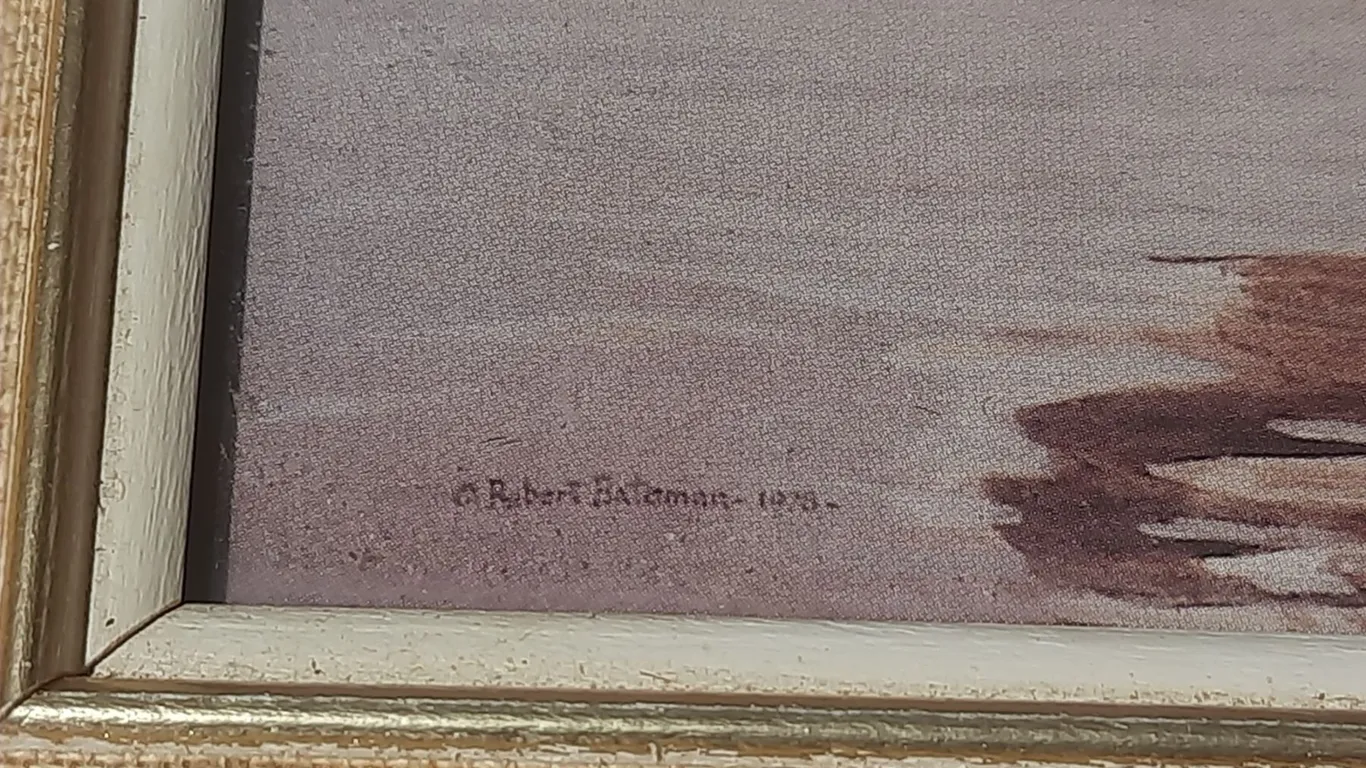 © Robert Bateman - 1978 -